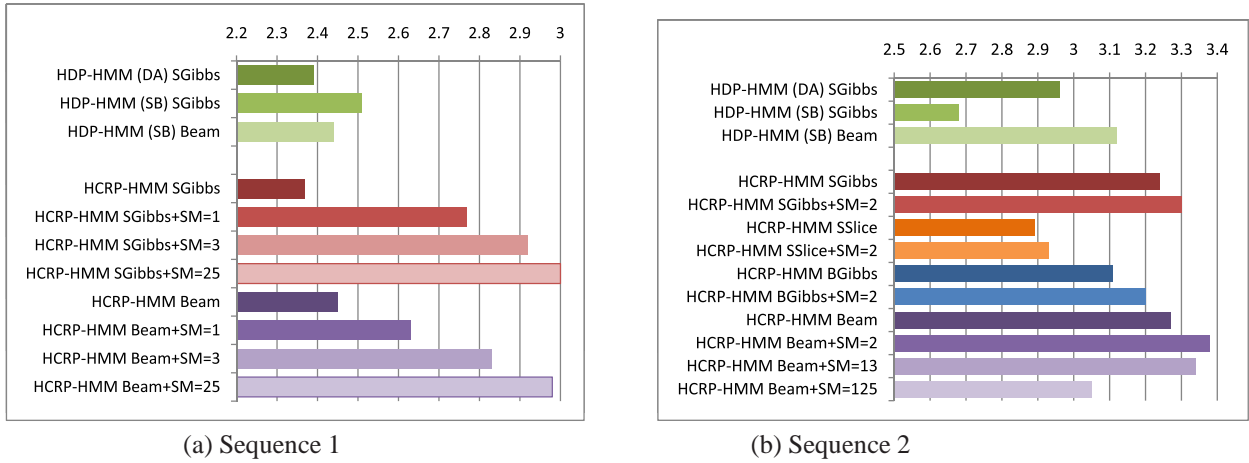 2.2 2.3 2.4 2.5 2.6 2.7 2.8 2.9 3
HDP-HMM (DA) SGibbs
HDP-HMM (SB) SGibbs
HDP-HMM (SB) Beam
HCRP-HMM SGibbs
HCRP-HMM SGibbs+SM=1
HCRP-HMM SGibbs+SM=3
HCRP-HMM SGibbs+SM=25
HCRP-HMM Beam
HCRP-HMM Beam+SM=1
HCRP-HMM Beam+SM=3
HCRP-HMM Beam+SM=25
(a) Sequence 1
2.5 2.6 2.7 2.8 2.9 3 3.1 3.2 3.3 3.4
HDP-HMM (DA) SGibbs
HDP-HMM (SB) SGibbs
HDP-HMM (SB) Beam
HCRP-HMM SGibbs
HCRP-HMM SGibbs+SM=2
HCRP-HMM SSlice
HCRP-HMM SSlice+SM=2
HCRP-HMM BGibbs
HCRP-HMM BGibbs+SM=2
HCRP-HMM Beam
HCRP-HMM Beam+SM=2
HCRP-HMM Beam+SM=13
HCRP-HMM Beam+SM=125
(b) Sequence 2